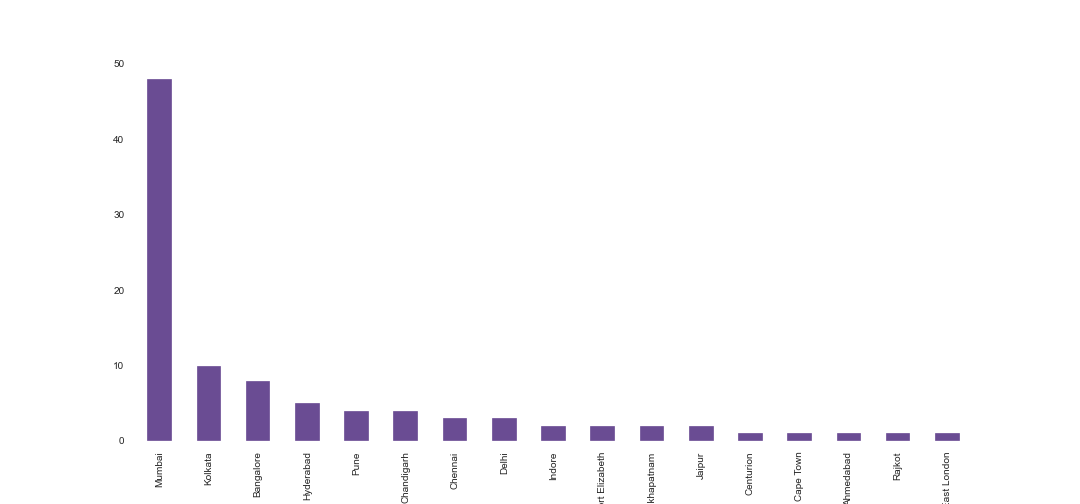 50
40
30
20
10
0
Mumbai
Kolkata
Bangalore
Hyderabad
Pune
Chandigarh
Chennai
Delhi
Indore
rt Elizabeth
khapatnam
Jaipur
Centurion
Cape Town
Ahmedabad
Rajkot
ast London